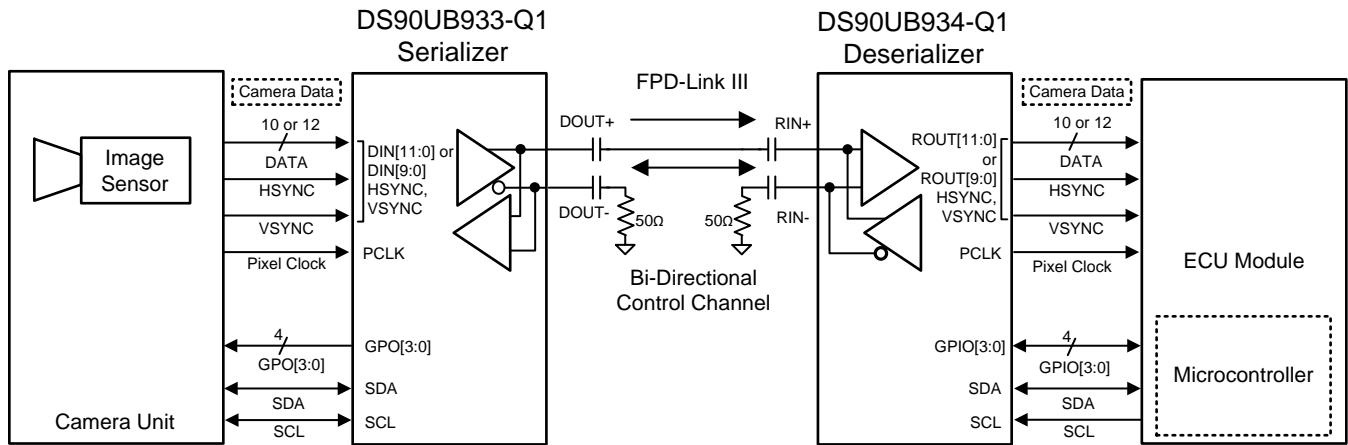 DS90UB933-Q1
Serializer
DS90UB934-Q1
Deserializer
Camera Data
FPD-Link III
Camera Data
Image
Sensor
10 or 12
DATA
HSYNC
VSYNC
Pixel Clock
DIN[11:0] or
DIN[9:0]
HSYNC,
VSYNC
PCLK
DOUT+
DOUT-
50Ω
50Ω
RIN+
RIN-
Bi-Directional
Control Channel
ROUT[11:0]
or
ROUT[9:0]
HSYNC,
VSYNC
PCLK
10 or 12
DATA
HSYNC
VSYNC
Pixel Clock
ECU Module
4
GPO[3:0]
SDA
SCL
GPO[3:0]
SDA
SCL
GPIO[3:0]
SDA
SCL
4
GPIO[3:0]
SDA
SCL
Microcontroller
Camera Unit